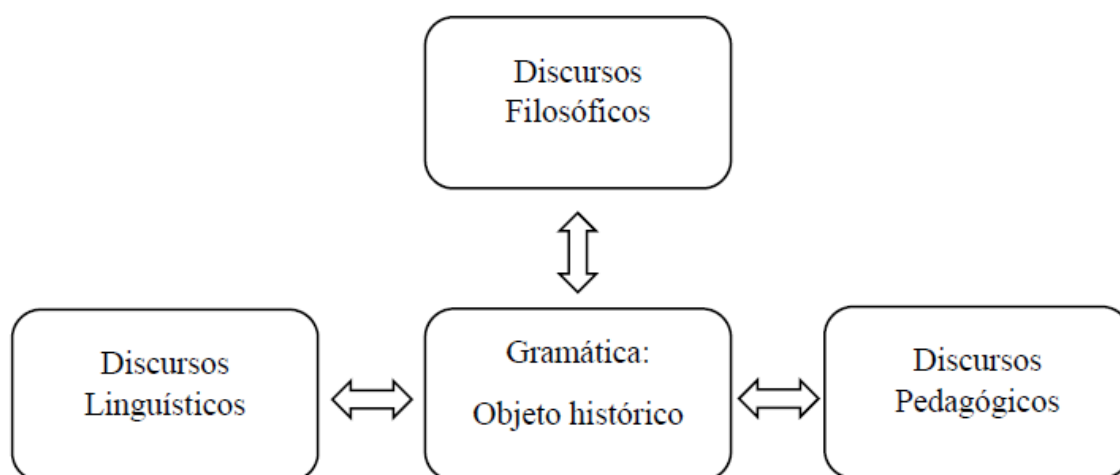 Discursos
Filosóficos
Discursos
Linguísticos
Gramática:
Objeto histórico
Discursos
Pedagógicos